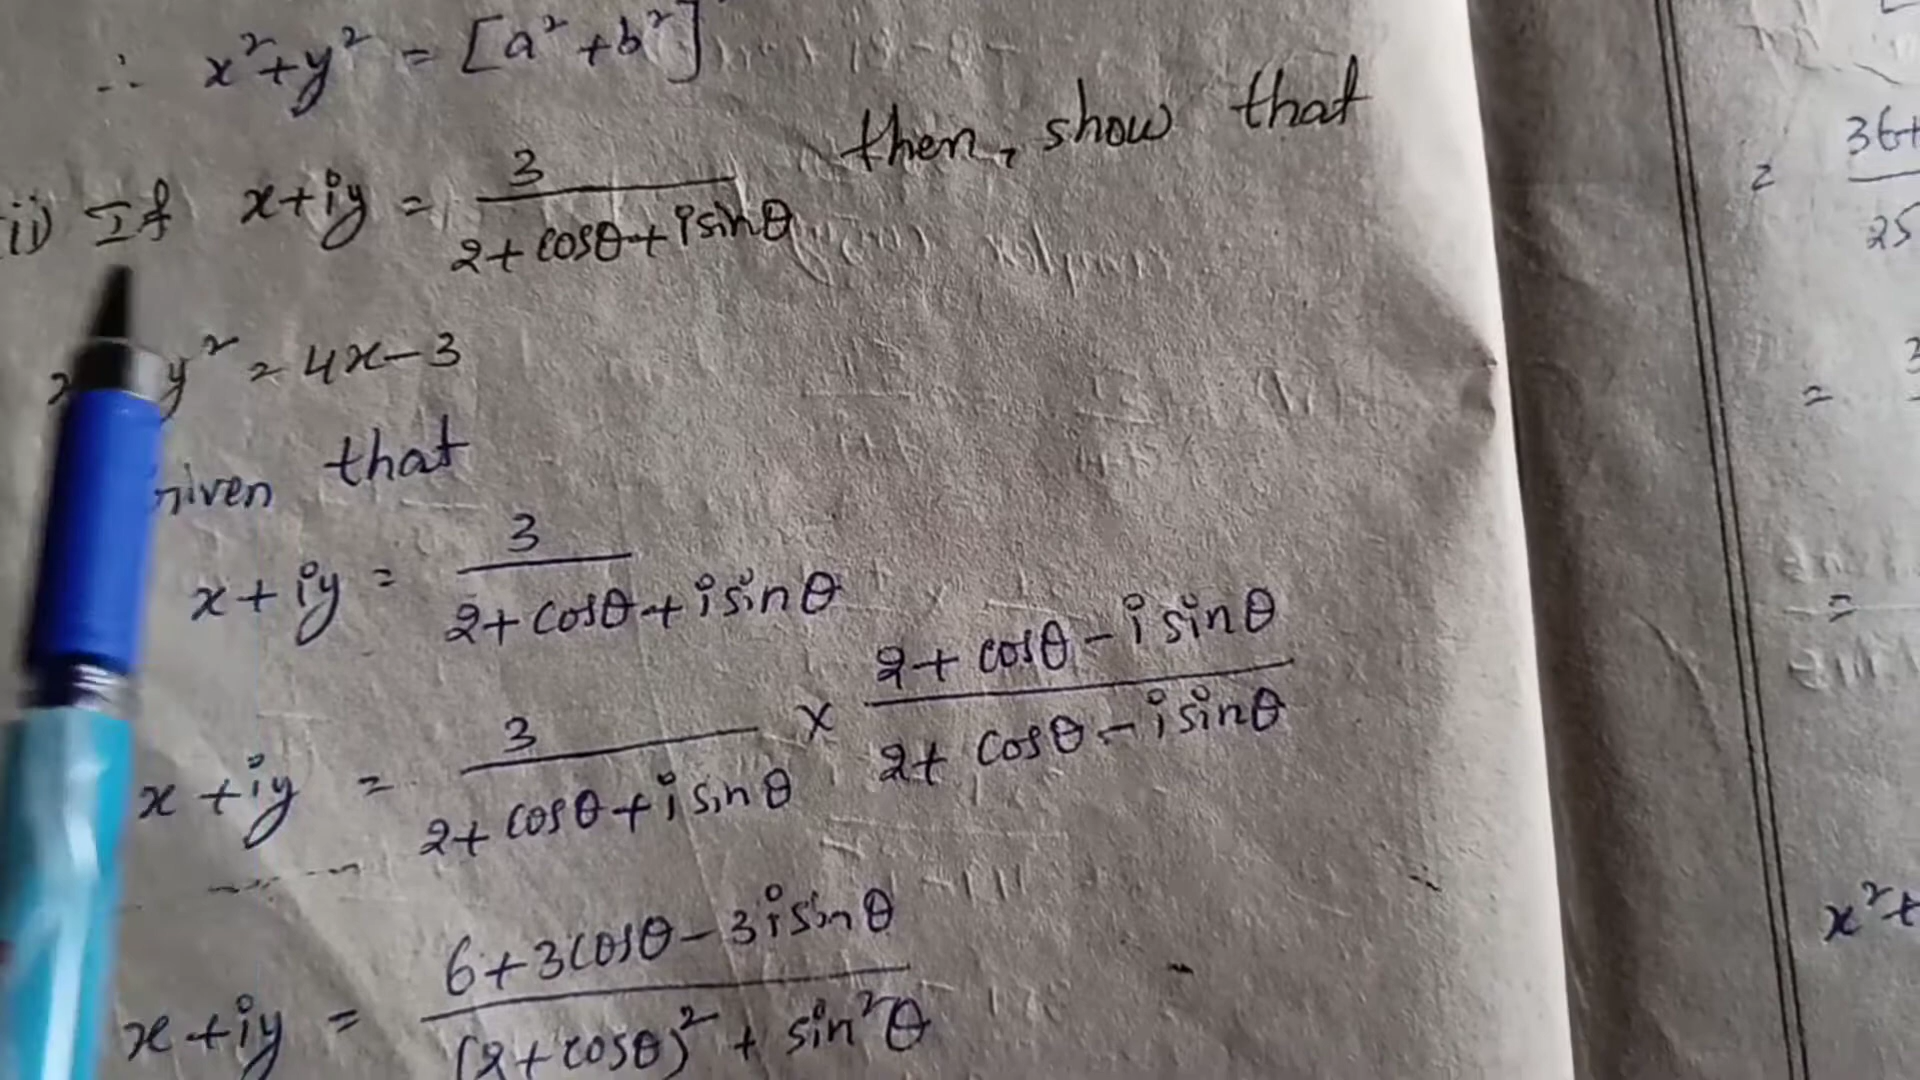 ∴ x²+y² = [a²+b²]
ii) If x+iy = 3/(2+cosθ+isinθ) then, show that
y² = 4x-3
that
x+iy = 3/(2+cosθ+isinθ)
x+iy = 3/(2+cosθ+isinθ) × (2+cosθ-isinθ)/(2+cosθ-isinθ)
x+iy = (6+3cosθ-3isinθ)/((2+cosθ)²+sin²θ)
=
25
=
=
x²+